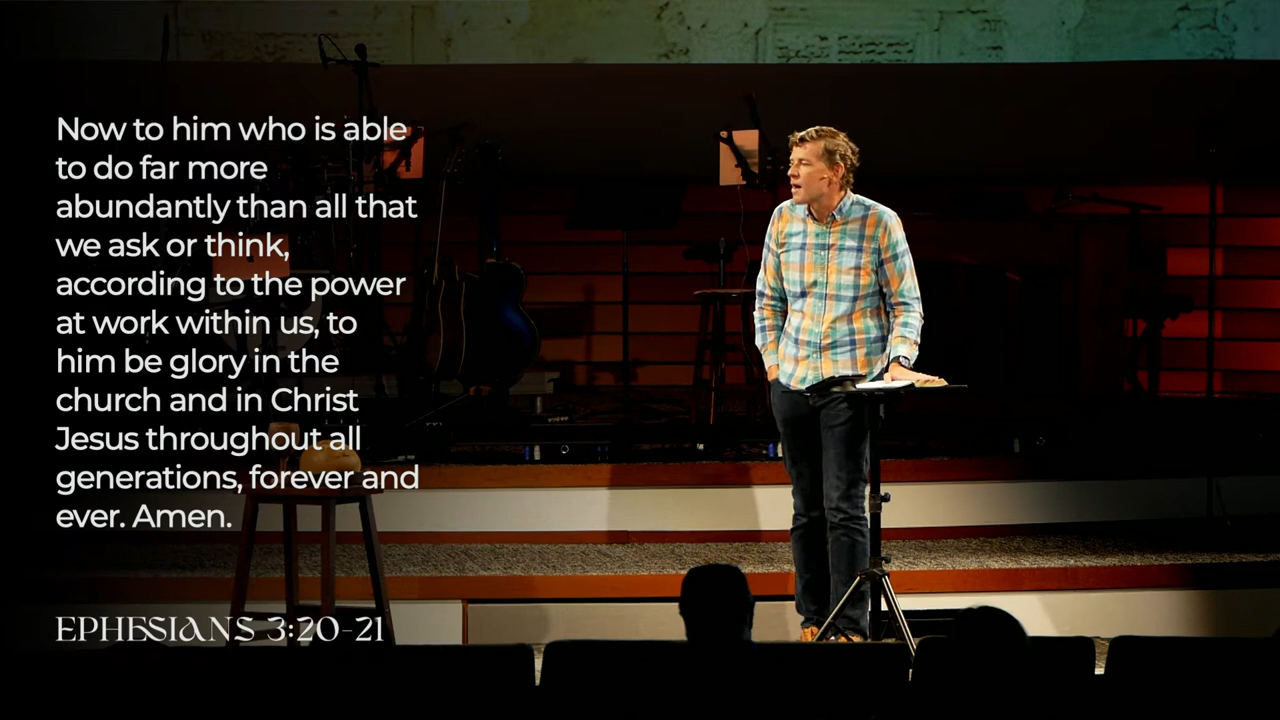 Now to him who is able
to do far more
abundantly than all that
we ask or think,
according to the power
at work within us, to
him be glory in the
church and in Christ
Jesus throughout all
generations, forever and
ever. Amen.
EPHESIANS 3:20-21